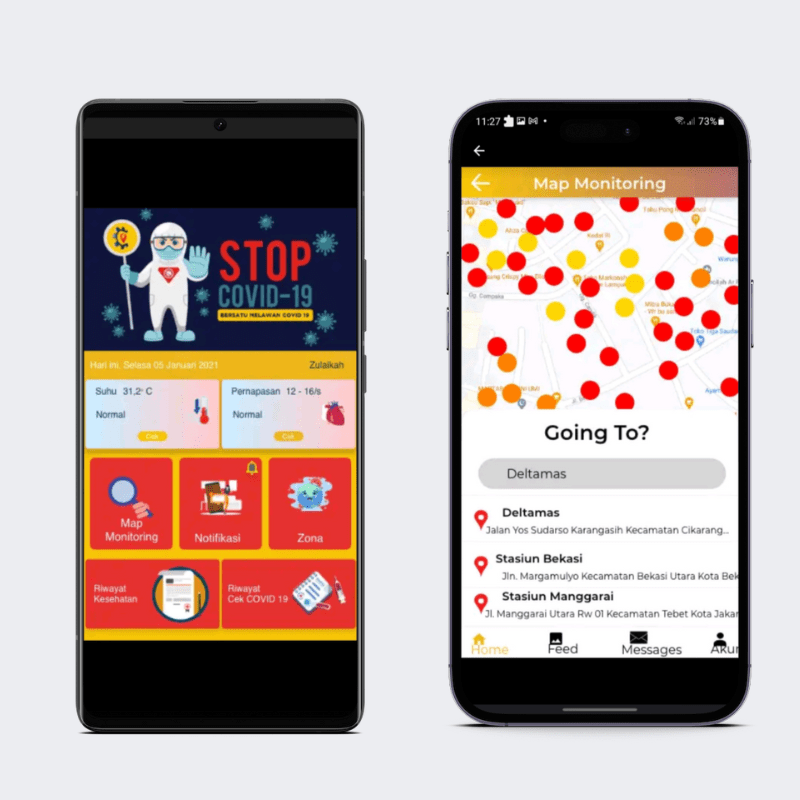 STOP
COVID-19
BERSATU MELAWAN COVID 19
Hari ini, Selasa 05 Januari 2021
Zulaikah
Suhu 31,2° C
Normal
Cek
Pernapasan 12 - 16/s
Normal
Cek
Map
Monitoring
Notifikasi
Zona
Riwayat
Kesehatan
Riwayat
Cek COVID 19
11:27
73%
Map Monitoring
Going To?
Deltamas
Deltamas
Jalan Yos Sudarso Karangasih Kecamatan Cikarang...
Stasiun Bekasi
Jln. Margamulyo Kecamatan Bekasi Utara Kota Bek
Stasiun Manggarai
Jl. Manggarai Utara Rw 01 Kecamatan Tebet Kota Jakar
Home
Feed
Messages
Akun